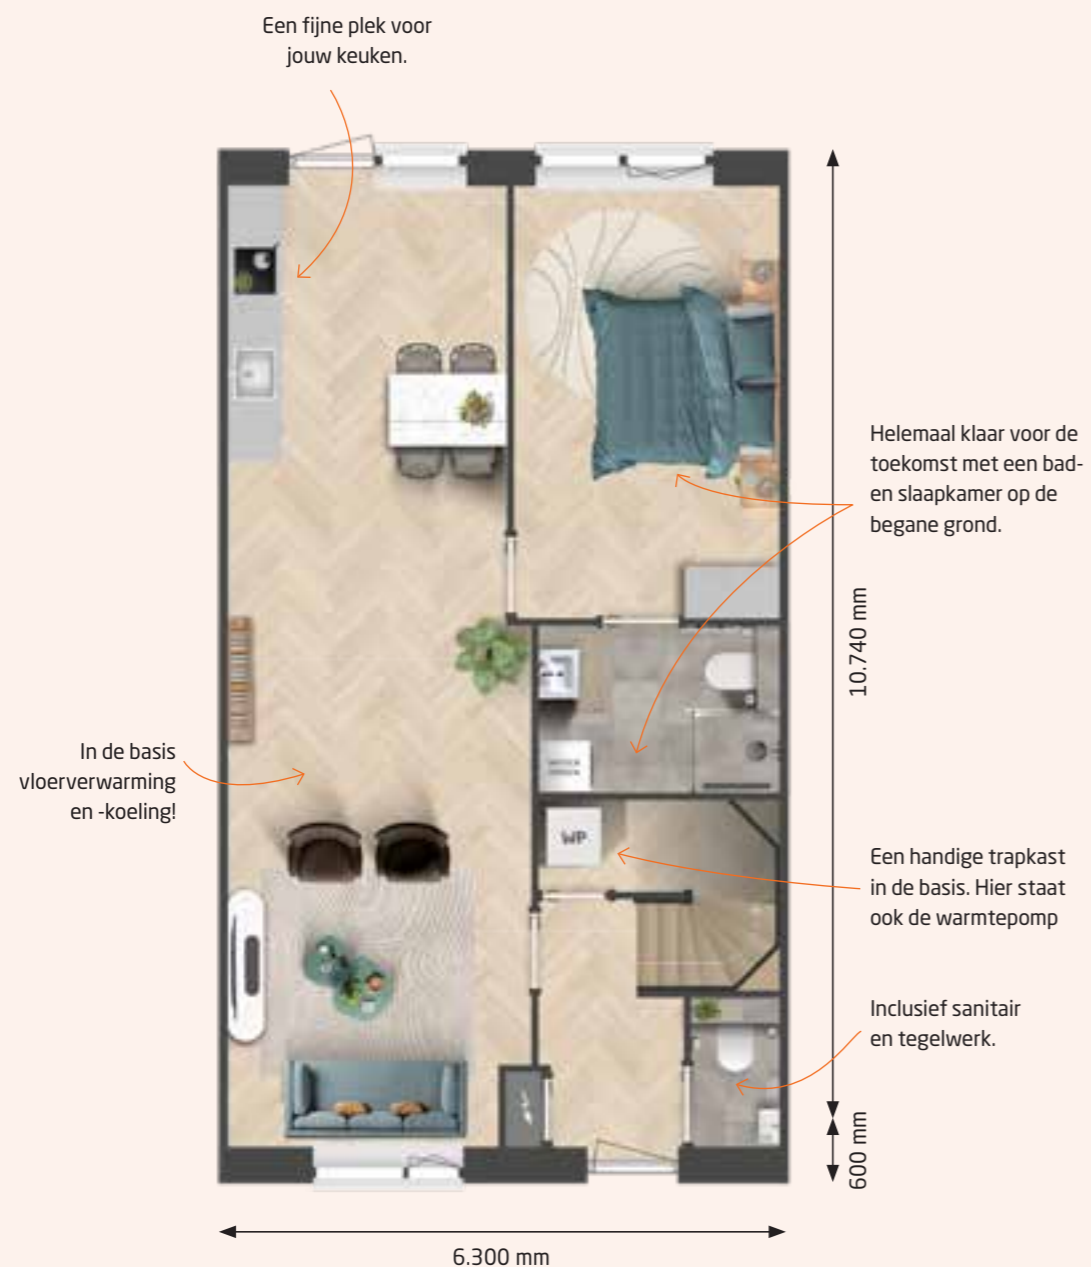 Een fijne plek voor
jouw keuken.
Helemaal klaar voor de
toekomst met een bad-
en slaapkamer op de
begane grond.
10.740 mm
In de basis
vloerverwarming
en -koeling!
WP
Een handige trapkast
in de basis. Hier staat
ook de warmtepomp
Inclusief sanitair
en tegelwerk.
600 mm
6.300 mm